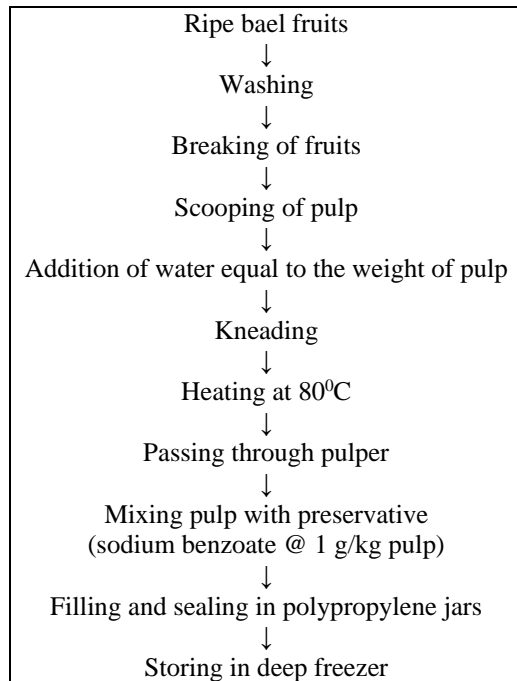 Ripe bael fruits
↓
Washing
↓
Breaking of fruits
↓
Scooping of pulp
↓
Addition of water equal to the weight of pulp
↓
Kneading
↓
Heating at 80⁰C
↓
Passing through pulper
↓
Mixing pulp with preservative
(sodium benzoate @ 1 g/kg pulp)
↓
Filling and sealing in polypropylene jars
↓
Storing in deep freezer